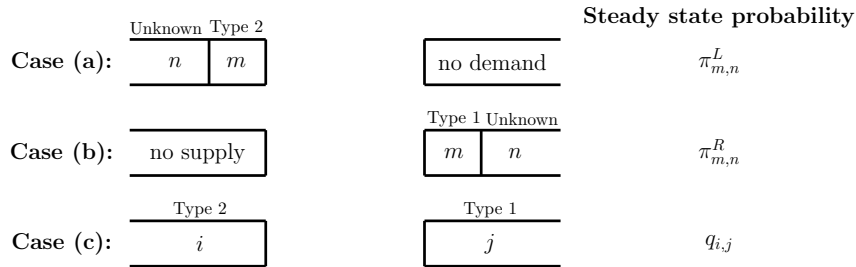 Steady state probability
Unknown Type 2
Case (a): n m no demand π^L_{m,n}
Type 1 Unknown
Case (b): no supply m n π^R_{m,n}
Type 2 Type 1
Case (c): i j q_{i,j}